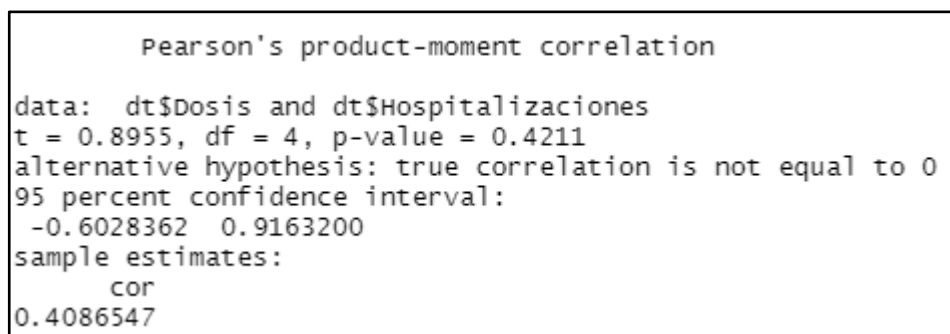 Pearson's product-moment correlation
data: dt$Dosis and dt$Hospitalizaciones
t = 0.8955, df = 4, p-value = 0.4211
alternative hypothesis: true correlation is not equal to 0
95 percent confidence interval:
-0.6028362 0.9163200
sample estimates:
cor
0.4086547